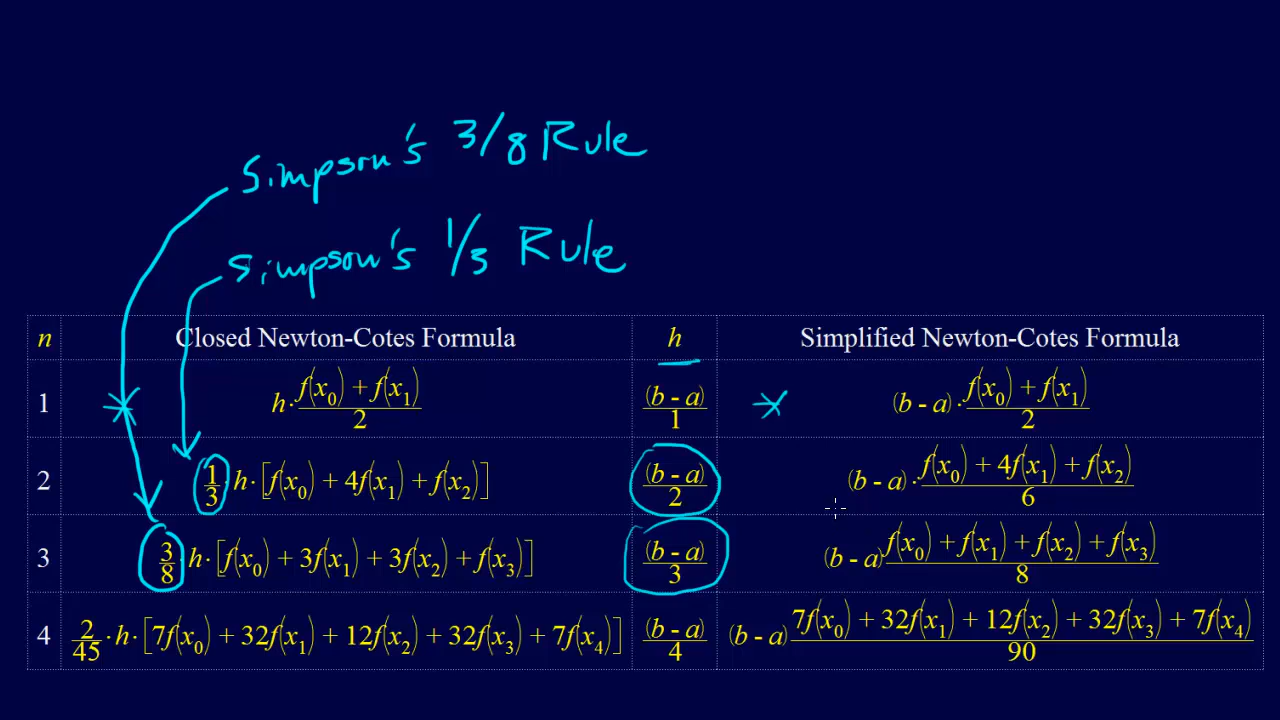 Simpson's 3/8 Rule
Simpson's 1/3 Rule
n Closed Newton-Cotes Formula h Simplified Newton-Cotes Formula
1 h · (f(x₀) + f(x₁))/2 (b - a)/1 (b - a) · (f(x₀) + f(x₁))/2
2 1/3 · h · [f(x₀) + 4f(x₁) + f(x₂)] (b - a)/2 (b - a) · (f(x₀) + 4f(x₁) + f(x₂))/6
3 3/8 h · [f(x₀) + 3f(x₁) + 3f(x₂) + f(x₃)] (b - a)/3 (b - a) (f(x₀) + f(x₁) + f(x₂) + f(x₃))/8
4 2/45 · h · [7f(x₀) + 32f(x₁) + 12f(x₂) + 32f(x₃) + 7f(x₄)] (b - a)/4 (b - a) (7f(x₀) + 32f(x₁) + 12f(x₂) + 32f(x₃) + 7f(x₄))/90